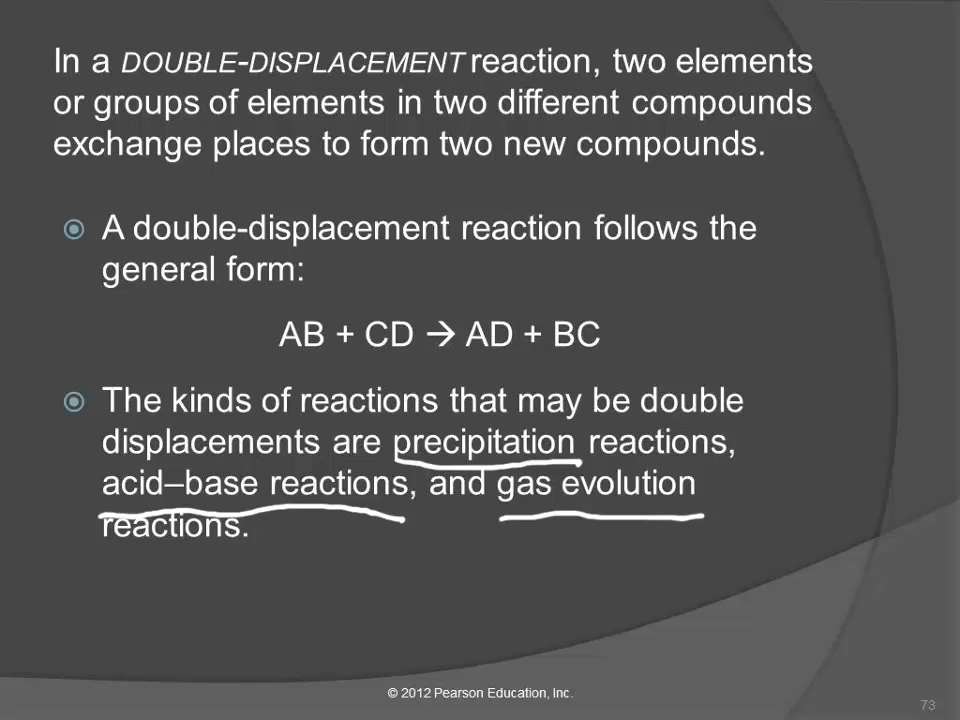 In a DOUBLE-DISPLACEMENT reaction, two elements
or groups of elements in two different compounds
exchange places to form two new compounds.
A double-displacement reaction follows the
general form:
AB + CD → AD + BC
The kinds of reactions that may be double
displacements are precipitation reactions,
acid–base reactions, and gas evolution
reactions.
© 2012 Pearson Education, Inc.
73